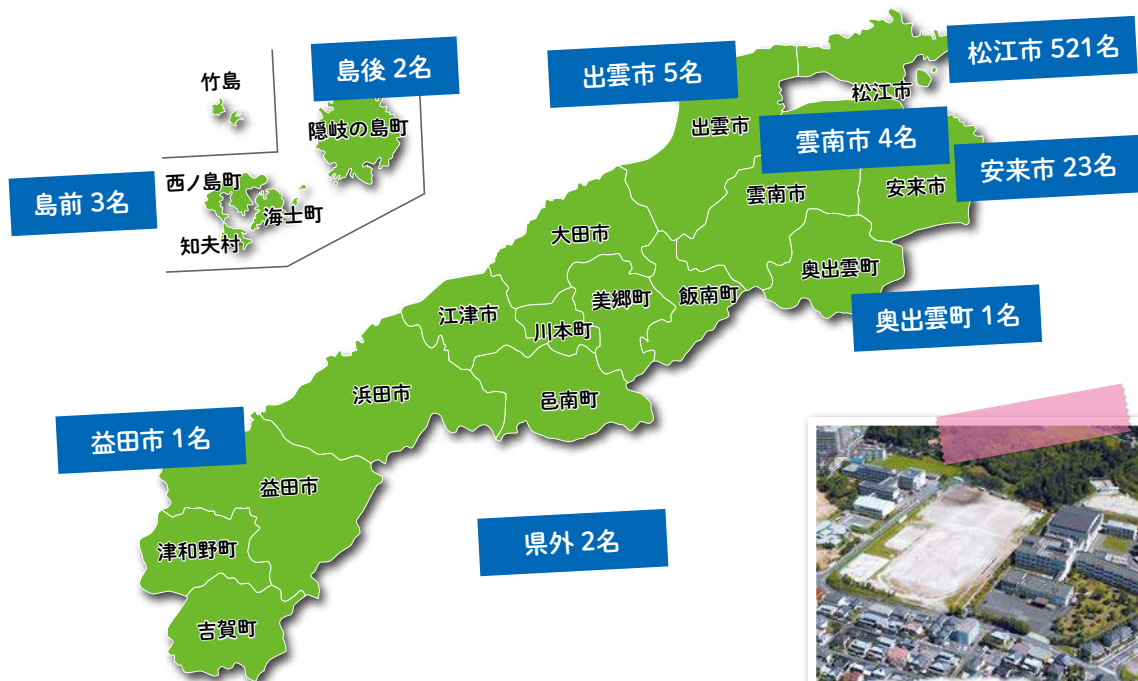 竹島
島後 2名
隠岐の島町
島前 3名
西ノ島町
海士町
知夫村
出雲市 5名
松江市 521名
松江市
出雲市
雲南市 4名
安来市 23名
雲南市
安来市
大田市
奥出雲町
飯南町
美郷町
奥出雲町 1名
江津市
川本町
浜田市
邑南町
益田市 1名
益田市
県外 2名
津和野町
吉賀町